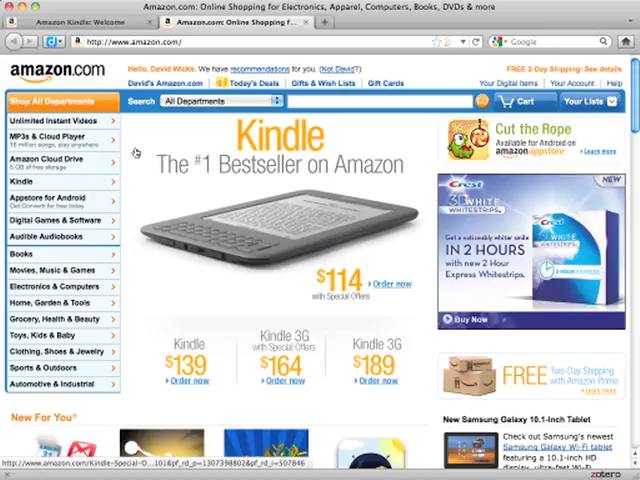 Amazon.com: Online Shopping for Electronics, Apparel, Computers, Books, DVDs & more
Amazon Kindle: Welcome
Amazon.com: Online Shopping f...
http://www.amazon.com/
Google
amazon.com
Hello, David Wicks. We have recommendations for you. (Not David?)
FREE 2-Day Shipping: See details
David's Amazon.com
Today's Deals
Gifts & Wish Lists
Gift Cards
Your Digital Items
Your Account
Help
Shop All Departments
Search
All Departments
GO
Cart
Your Lists
Unlimited Instant Videos
MP3s & Cloud Player
16 million songs, play anywhere
Amazon Cloud Drive
5 GB of free storage
Kindle
Appstore for Android
Get Convertr for free today
Digital Games & Software
Audible Audiobooks
Books
Movies, Music & Games
Electronics & Computers
Home, Garden & Tools
Grocery, Health & Beauty
Toys, Kids & Baby
Clothing, Shoes & Jewelry
Sports & Outdoors
Automotive & Industrial
Kindle
The #1 Bestseller on Amazon
$114
with Special Offers
Order now
Kindle
$139
Order now
Kindle 3G
with Special Offers
$164
Order now
Kindle 3G
$189
Order now
Cut the Rope
Available for Android on
amazonappstore
Learn more
Crest
NEW
3D WHITE
WHITESTRIPS
Get a noticeably whiter smile
IN 2 HOURS
with new 2 Hour
Express Whitestrips.
Buy Now
FREE Two-Day Shipping
with Amazon Prime
Learn more
New For You®
New Samsung Galaxy 10.1-Inch Tablet
Check out Samsung's newest
Samsung Galaxy Wi-Fi tablet
featuring a 10.1-inch HD
display, ultra-fast Wi-Fi
http://www.amazon.com/Kindle-Special-O...101&pf_rd_p=1307398802&pf_rd_i=507846
zotero